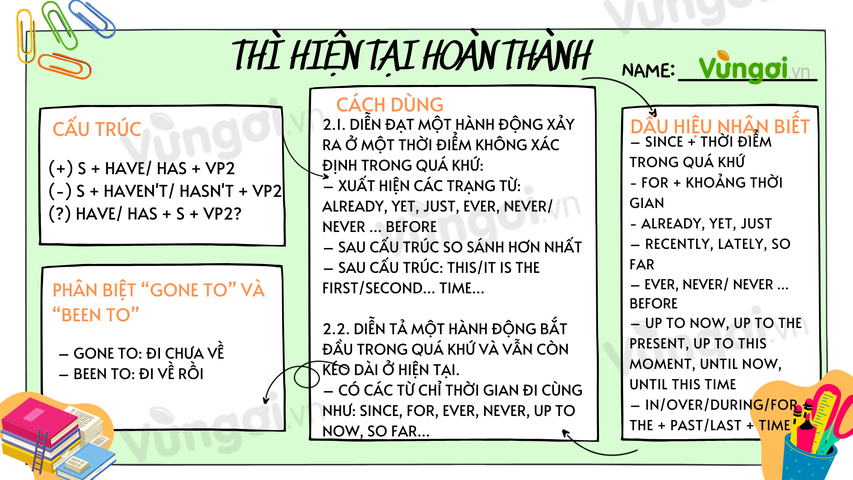 THÌ HIỆN TẠI HOÀN THÀNH
NAME: Vừngơi.vn
CẤU TRÚC
(+) S + HAVE/ HAS + VP2
(-) S + HAVEN'T/ HASN'T + VP2
(?) HAVE/ HAS + S + VP2?
PHÂN BIỆT “GONE TO” VÀ
“BEEN TO”
– GONE TO: ĐI CHƯA VỀ
– BEEN TO: ĐI VỀ RỒI
CÁCH DÙNG
2.1. DIỄN ĐẠT MỘT HÀNH ĐỘNG XẢY
RA Ở MỘT THỜI ĐIỂM KHÔNG XÁC
ĐỊNH TRONG QUÁ KHỨ:
– XUẤT HIỆN CÁC TRẠNG TỪ:
ALREADY, YET, JUST, EVER, NEVER/
NEVER ... BEFORE
– SAU CẤU TRÚC SO SÁNH HƠN NHẤT
– SAU CẤU TRÚC: THIS/IT IS THE
FIRST/SECOND... TIME...
2.2. DIỄN TẢ MỘT HÀNH ĐỘNG BẮT
ĐẦU TRONG QUÁ KHỨ VÀ VẪN CÒN
KÉO DÀI Ở HIỆN TẠI.
– CÓ CÁC TỪ CHỈ THỜI GIAN ĐI CÙNG
NHƯ: SINCE, FOR, EVER, NEVER, UP TO
NOW, SO FAR...
DẤU HIỆU NHẬN BIẾT
– SINCE + THỜI ĐIỂM
TRONG QUÁ KHỨ
- FOR + KHOẢNG THỜI
GIAN
- ALREADY, YET, JUST
– RECENTLY, LATELY, SO
FAR
– EVER, NEVER/ NEVER ...
BEFORE
– UP TO NOW, UP TO THE
PRESENT, UP TO THIS
MOMENT, UNTIL NOW,
UNTIL THIS TIME
– IN/OVER/DURING/FOR +
THE + PAST/LAST + TIME